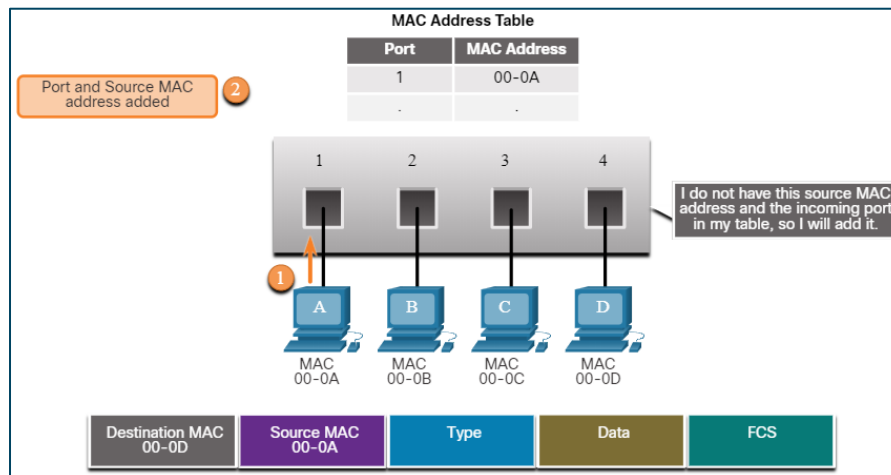 MAC Address Table
Port MAC Address
1 00-0A
. .
Port and Source MAC
address added
2
1 2 3 4
I do not have this source MAC
address and the incoming port
in my table, so I will add it.
1
A B C D
MAC MAC MAC MAC
00-0A 00-0B 00-0C 00-0D
Destination MAC Source MAC Type Data FCS
00-0D 00-0A